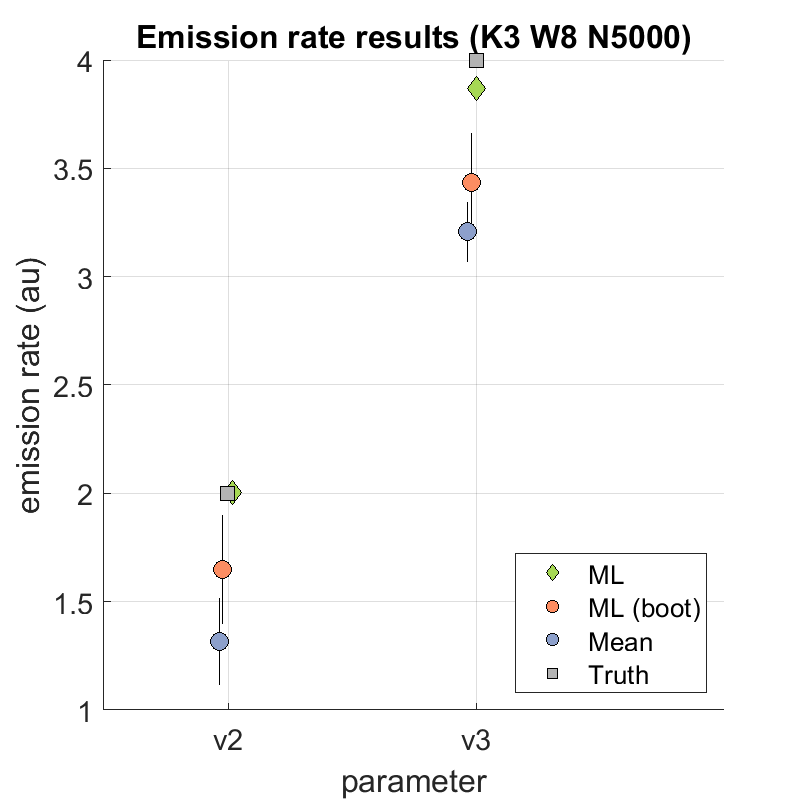 Emission rate results (K3 W8 N5000)
4
3.5
3
2.5
2
1.5
1
emission rate (au)
v2
v3
parameter
ML
ML (boot)
Mean
Truth